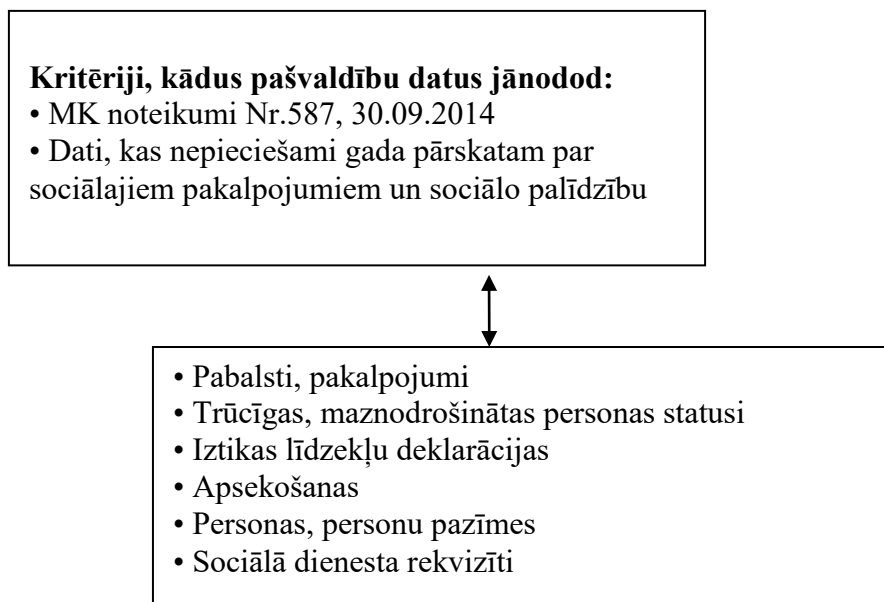 Kritēriji, kādus pašvaldību datus jānodod:
• MK noteikumi Nr.587, 30.09.2014
• Dati, kas nepieciešami gada pārskatam par
sociālajiem pakalpojumiem un sociālo palīdzību
• Pabalsti, pakalpojumi
• Trūcīgas, maznodrošinātas personas statusi
• Iztikas līdzekļu deklarācijas
• Apsekošanas
• Personas, personu pazīmes
• Sociālā dienesta rekvizīti